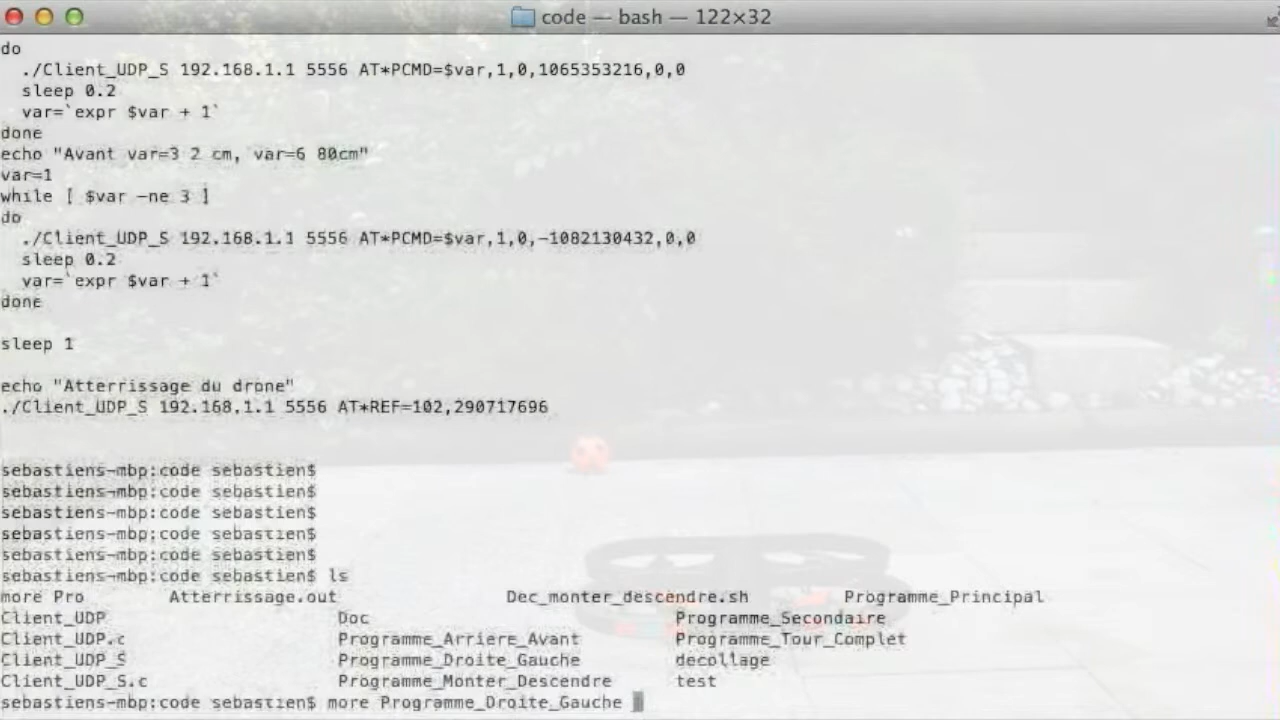 code — bash — 122×32
do
./Client_UDP_S 192.168.1.1 5556 AT*PCMD=$var,1,0,1065353216,0,0
sleep 0.2
var=`expr $var + 1`
done
echo "Avant var=3 2 cm, var=6 80cm"
var=1
while [ $var -ne 3 ]
do
./Client_UDP_S 192.168.1.1 5556 AT*PCMD=$var,1,0,-1082130432,0,0
sleep 0.2
var=`expr $var + 1`
done
sleep 1
echo "Atterrissage du drone"
./Client_UDP_S 192.168.1.1 5556 AT*REF=102,290717696
sebastiens-mbp:code sebastien$
sebastiens-mbp:code sebastien$
sebastiens-mbp:code sebastien$
sebastiens-mbp:code sebastien$
sebastiens-mbp:code sebastien$
sebastiens-mbp:code sebastien$ ls
more Pro Atterrissage.out Dec_monter_descendre.sh Programme_Principal
Client_UDP Doc Programme_Secondaire
Client_UDP.c Programme_Arriere_Avant Programme_Tour_Complet
Client_UDP_S Programme_Droite_Gauche decollage
Client_UDP_S.c Programme_Monter_Descendre test
sebastiens-mbp:code sebastien$ more Programme_Droite_Gauche